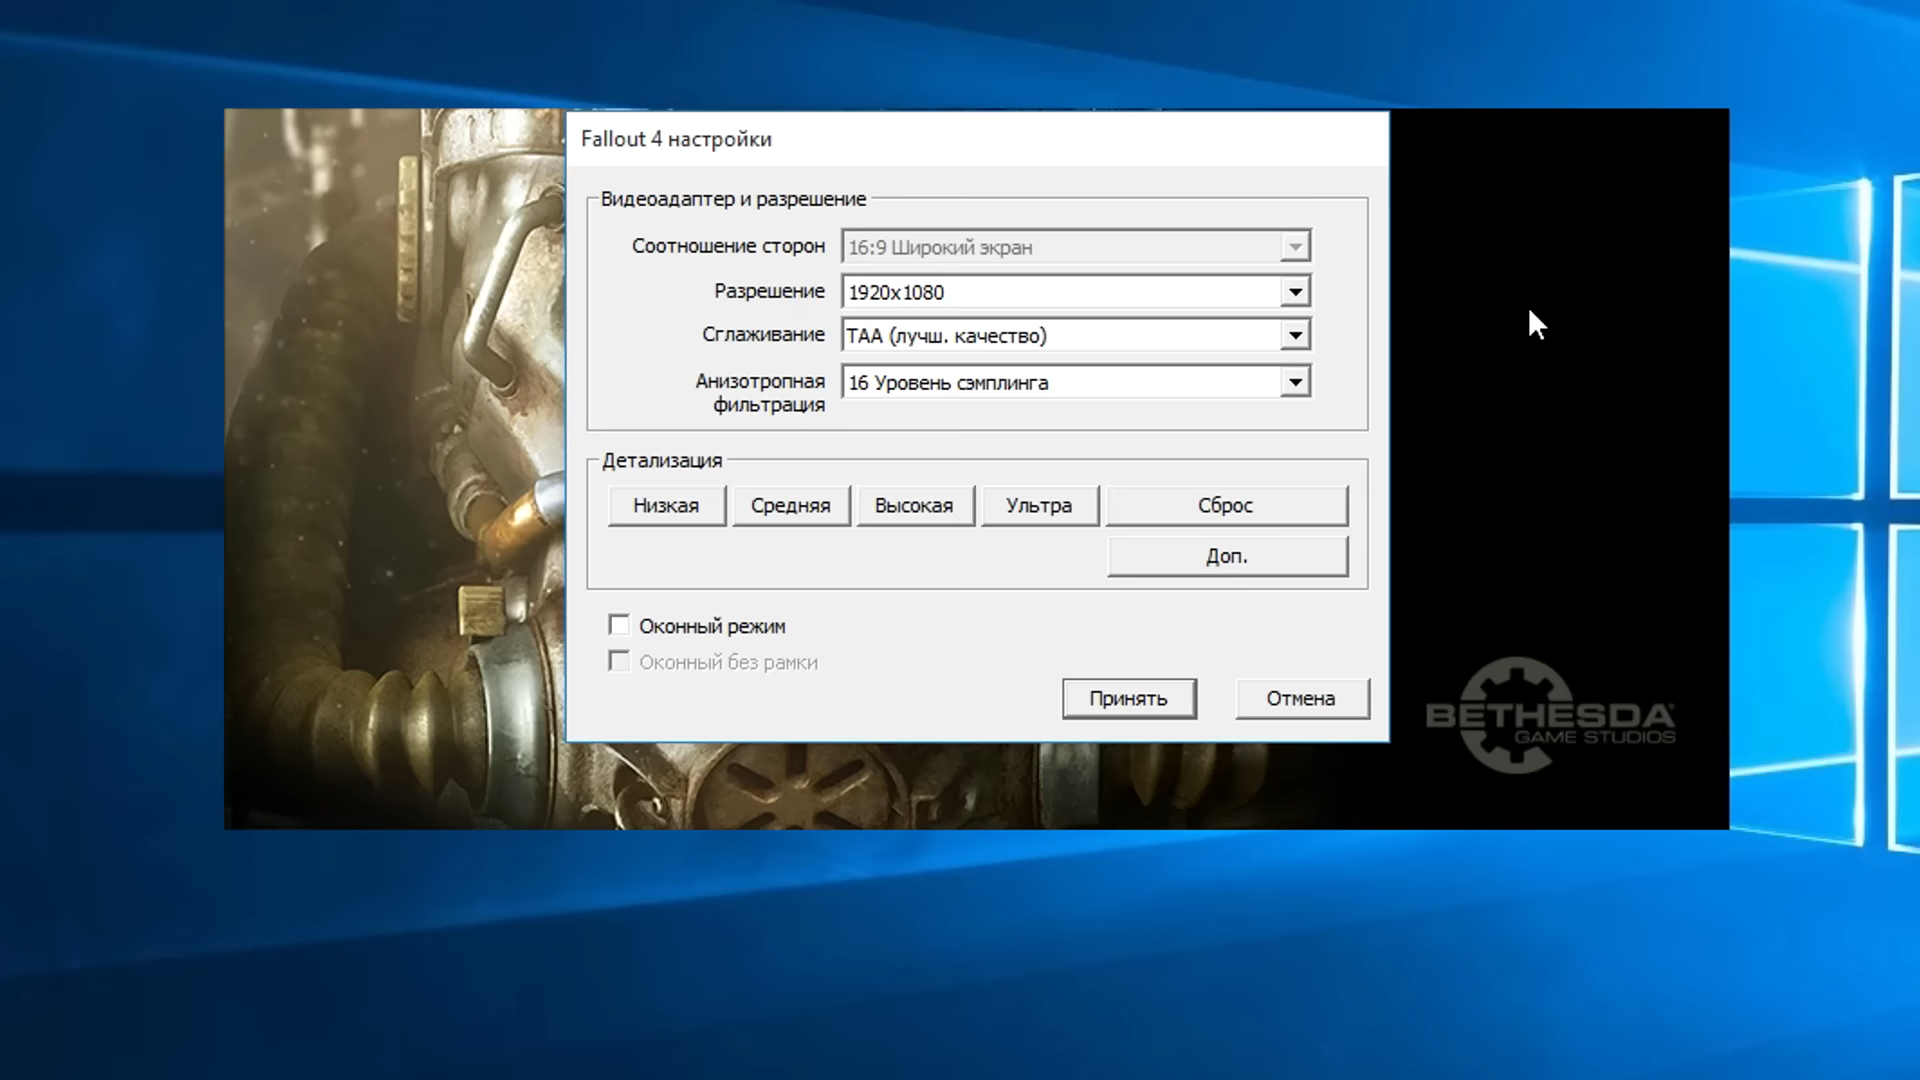 Fallout 4 настройки
Видеоадаптер и разрешение
Соотношение сторон 16:9 Широкий экран
Разрешение 1920x1080
Сглаживание TAA (лучш. качество)
Анизотропная фильтрация 16 Уровень сэмплинга
Детализация
Низкая Средняя Высокая Ультра Сброс
Доп.
Оконный режим
Оконный без рамки
Принять Отмена
BETHESDA
GAME STUDIOS